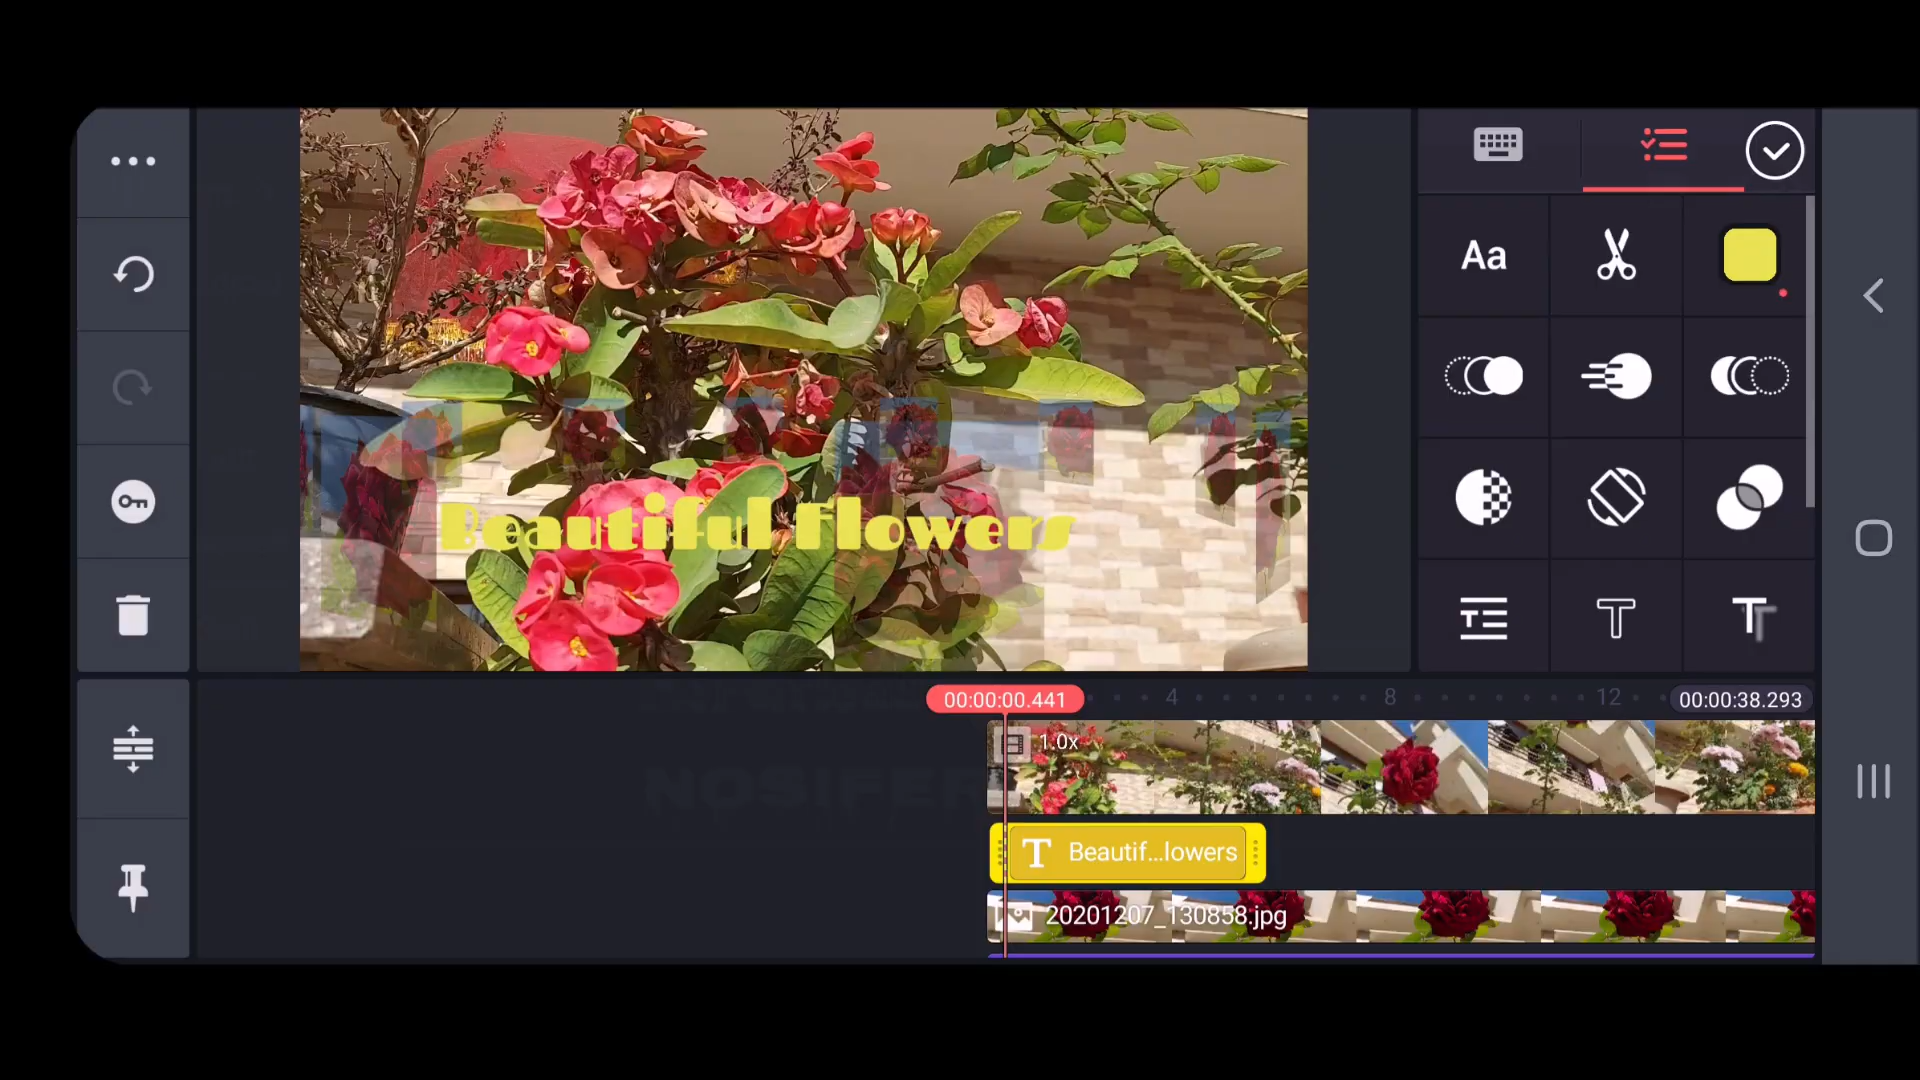 Aa
Beautiful Flowers
00:00:00.441
4
8
12
00:00:38.293
1.0x
T Beautif...lowers
20201207_130858.jpg
NOSIFER